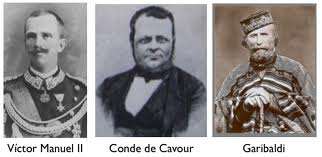 Víctor Manuel II
Conde de Cavour
Garibaldi